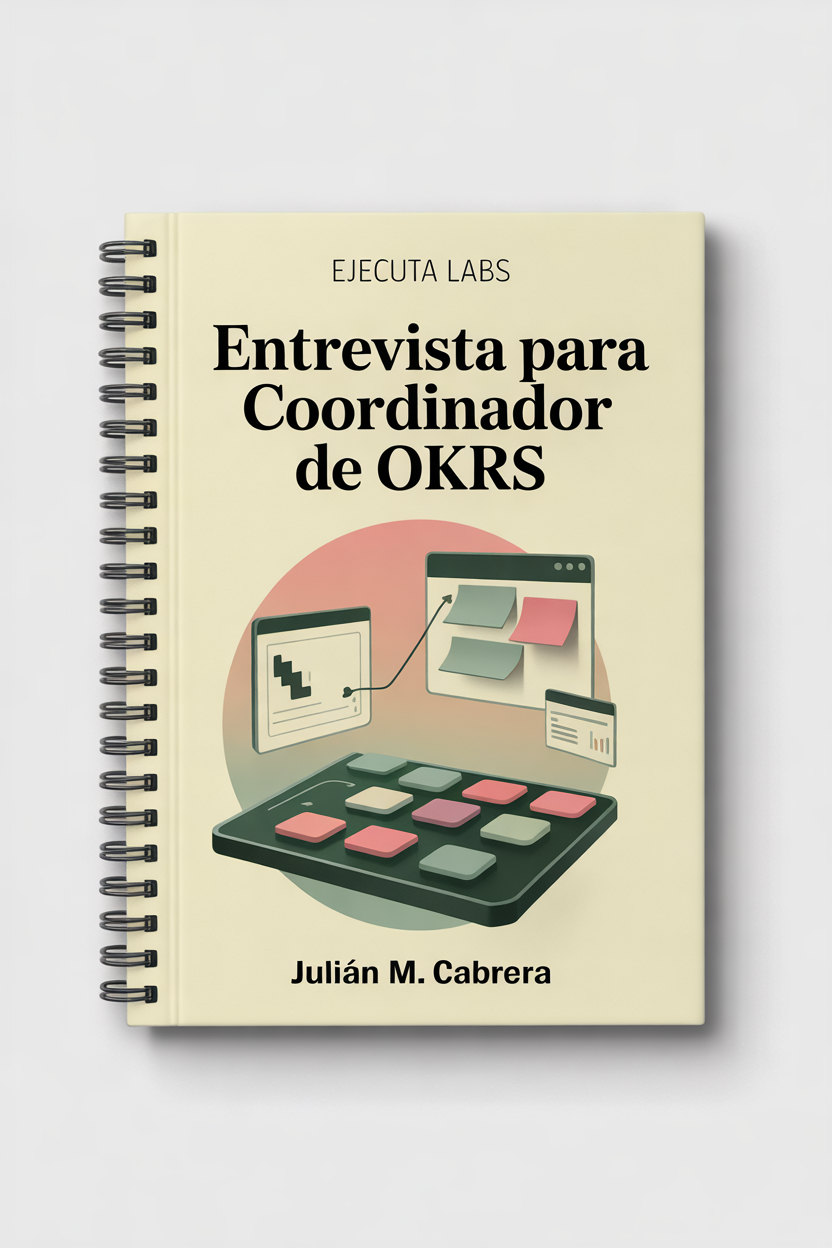 EJECUTA LABS
Entrevista para
Coordinador
de OKRS
Julián M. Cabrera